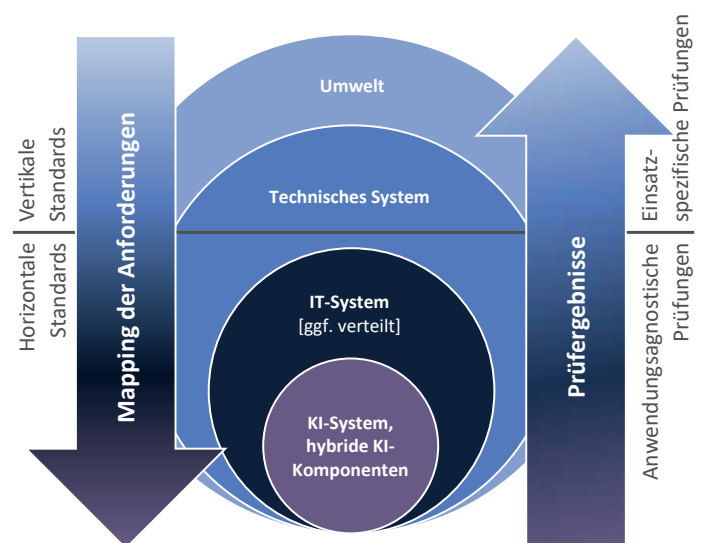 Vertikale
Standards
Horizontale
Standards
Mapping der Anforderungen
Umwelt
Technisches System
IT-System
[ggf. verteilt]
KI-System,
hybride KI-
Komponenten
Prüfergebnisse
Einsatz-
spezifische Prüfungen
Anwendungsagnostische
Prüfungen